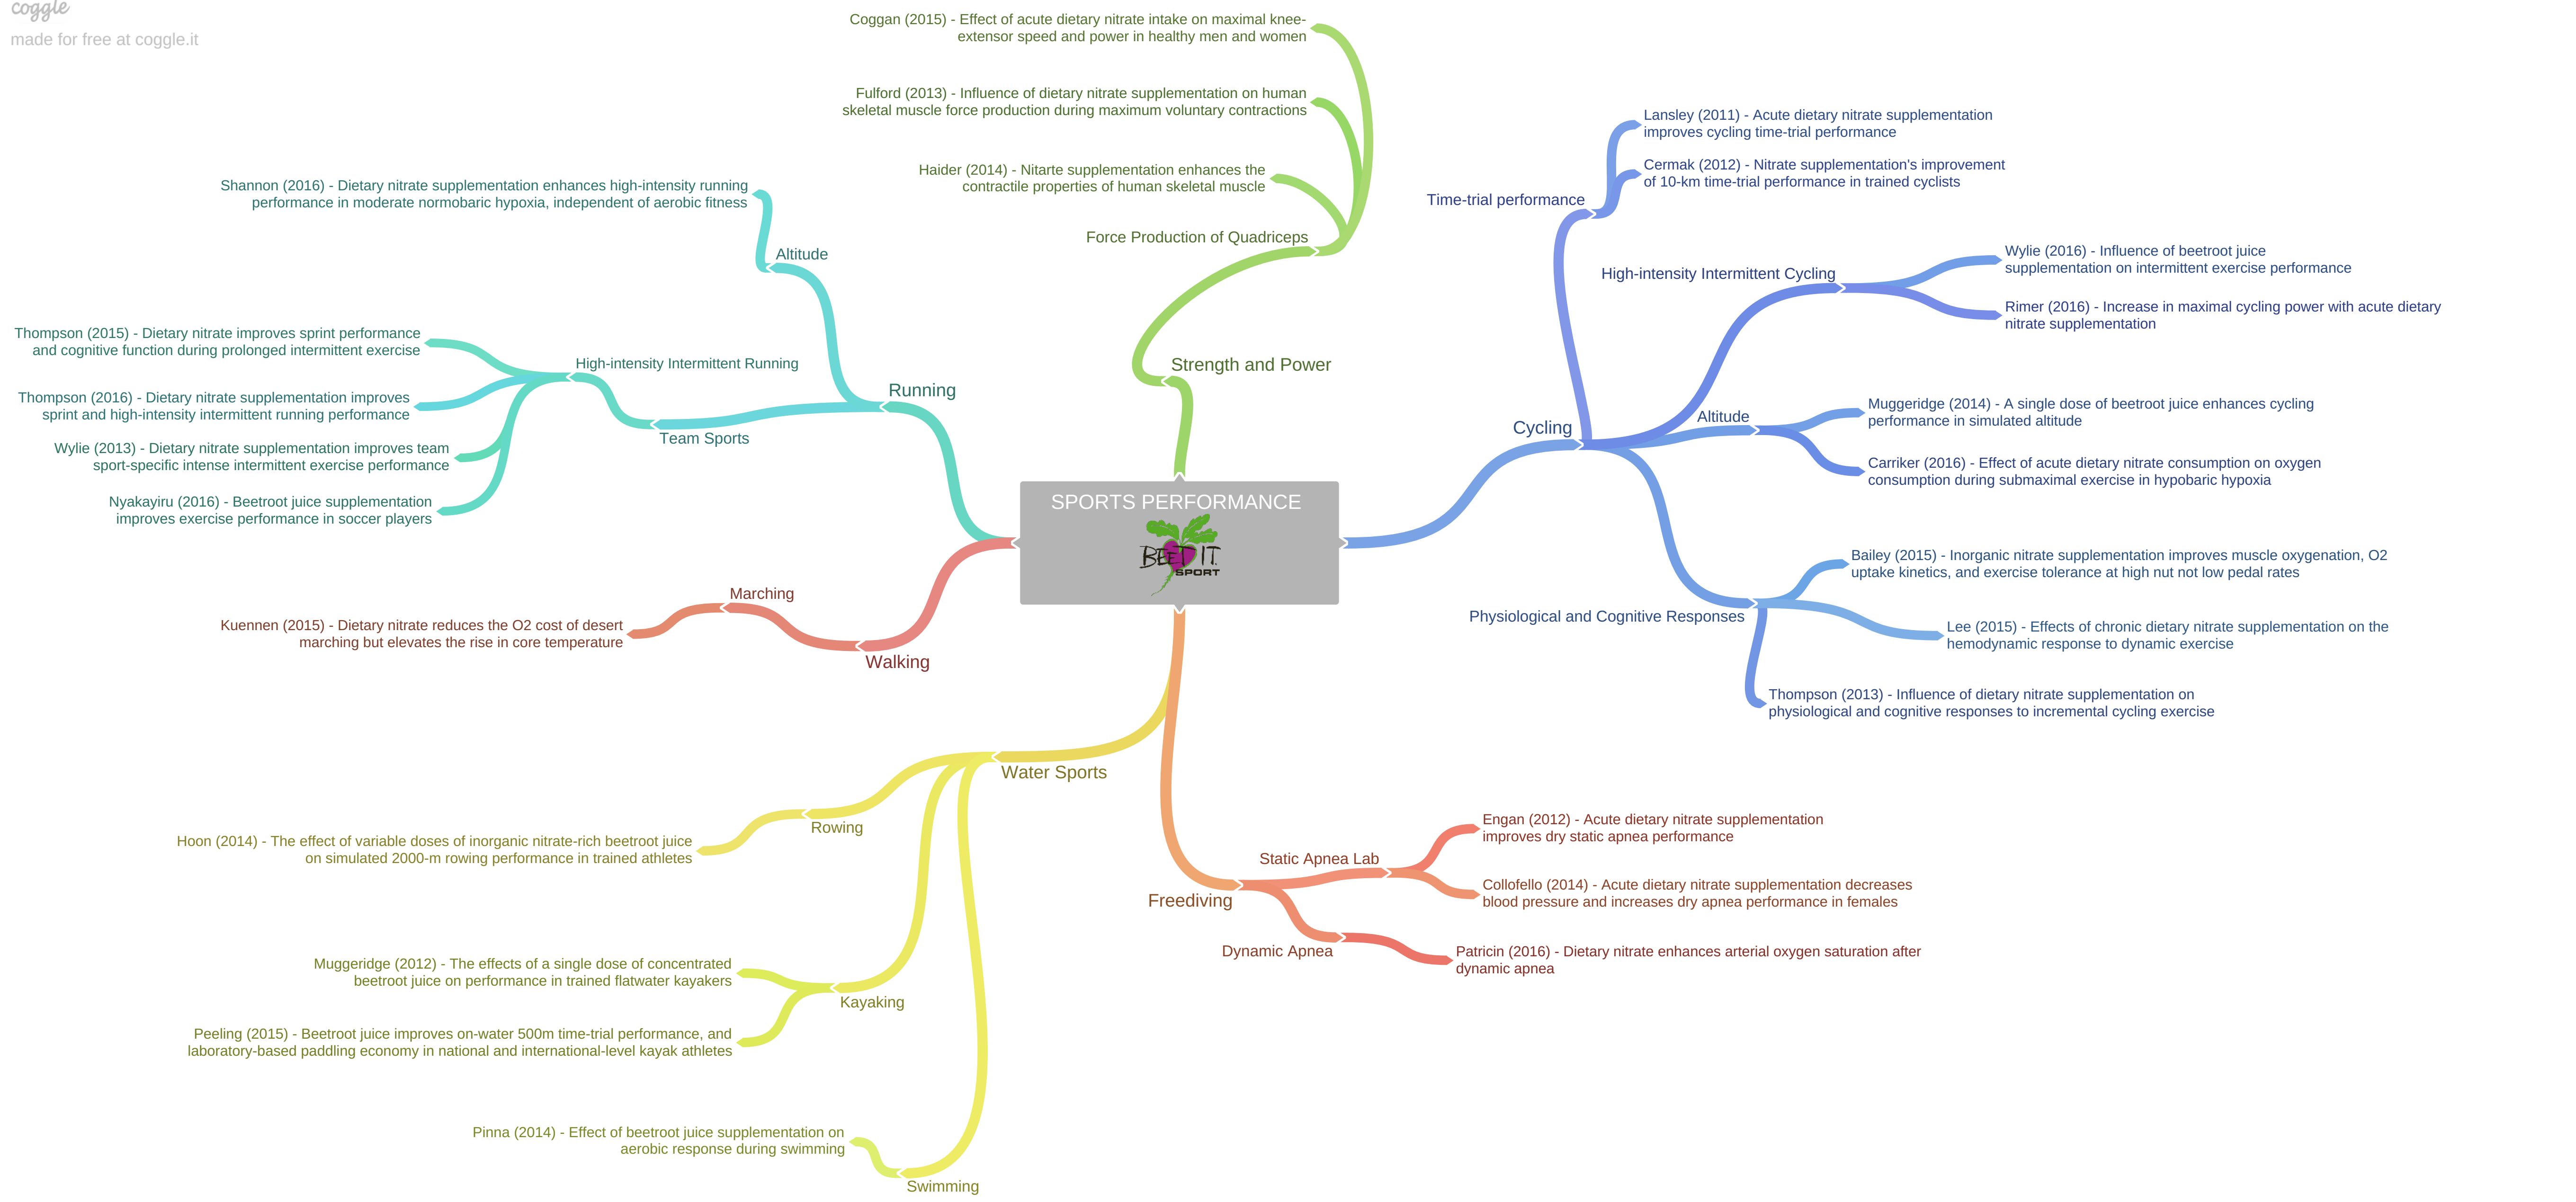 coggle
made for free at coggle.it
Coggan (2015) - Effect of acute dietary nitrate intake on maximal knee-
extensor speed and power in healthy men and women
Fulford (2013) - Influence of dietary nitrate supplementation on human
skeletal muscle force production during maximum voluntary contractions
Haider (2014) - Nitarte supplementation enhances the
contractile properties of human skeletal muscle
Force Production of Quadriceps
Strength and Power
Shannon (2016) - Dietary nitrate supplementation enhances high-intensity running
performance in moderate normobaric hypoxia, independent of aerobic fitness
Altitude
Thompson (2015) - Dietary nitrate improves sprint performance
and cognitive function during prolonged intermittent exercise
High-intensity Intermittent Running
Thompson (2016) - Dietary nitrate supplementation improves
sprint and high-intensity intermittent running performance
Wylie (2013) - Dietary nitrate supplementation improves team
sport-specific intense intermittent exercise performance
Nyakayiru (2016) - Beetroot juice supplementation
improves exercise performance in soccer players
Team Sports
Running
SPORTS PERFORMANCE
BEET IT.
SPORT
Marching
Kuennen (2015) - Dietary nitrate reduces the O2 cost of desert
marching but elevates the rise in core temperature
Walking
Lansley (2011) - Acute dietary nitrate supplementation
improves cycling time-trial performance
Cermak (2012) - Nitrate supplementation's improvement
of 10-km time-trial performance in trained cyclists
Time-trial performance
Wylie (2016) - Influence of beetroot juice
supplementation on intermittent exercise performance
High-intensity Intermittent Cycling
Rimer (2016) - Increase in maximal cycling power with acute dietary
nitrate supplementation
Muggeridge (2014) - A single dose of beetroot juice enhances cycling
performance in simulated altitude
Altitude
Cycling
Carriker (2016) - Effect of acute dietary nitrate consumption on oxygen
consumption during submaximal exercise in hypobaric hypoxia
Bailey (2015) - Inorganic nitrate supplementation improves muscle oxygenation, O2
uptake kinetics, and exercise tolerance at high nut not low pedal rates
Physiological and Cognitive Responses
Lee (2015) - Effects of chronic dietary nitrate supplementation on the
hemodynamic response to dynamic exercise
Thompson (2013) - Influence of dietary nitrate supplementation on
physiological and cognitive responses to incremental cycling exercise
Water Sports
Rowing
Hoon (2014) - The effect of variable doses of inorganic nitrate-rich beetroot juice
on simulated 2000-m rowing performance in trained athletes
Muggeridge (2012) - The effects of a single dose of concentrated
beetroot juice on performance in trained flatwater kayakers
Kayaking
Peeling (2015) - Beetroot juice improves on-water 500m time-trial performance, and
laboratory-based paddling economy in national and international-level kayak athletes
Pinna (2014) - Effect of beetroot juice supplementation on
aerobic response during swimming
Swimming
Engan (2012) - Acute dietary nitrate supplementation
improves dry static apnea performance
Static Apnea Lab
Collofello (2014) - Acute dietary nitrate supplementation decreases
blood pressure and increases dry apnea performance in females
Freediving
Dynamic Apnea
Patricin (2016) - Dietary nitrate enhances arterial oxygen saturation after
dynamic apnea